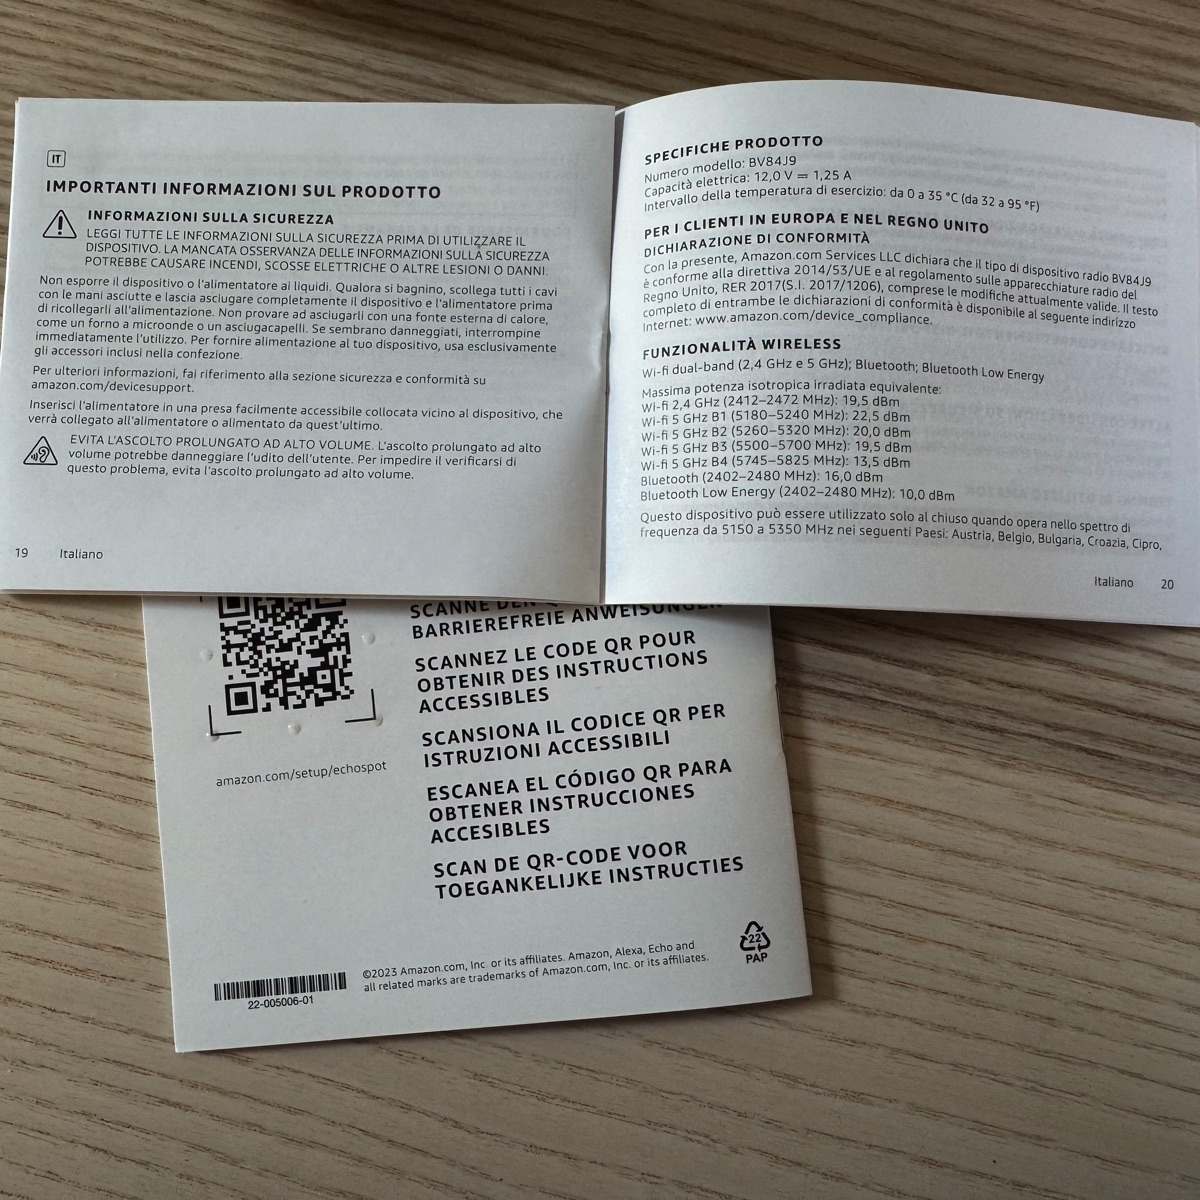 IT
IMPORTANTI INFORMAZIONI SUL PRODOTTO
INFORMAZIONI SULLA SICUREZZA
LEGGI TUTTE LE INFORMAZIONI SULLA SICUREZZA PRIMA DI UTILIZZARE IL
DISPOSITIVO. LA MANCATA OSSERVANZA DELLE INFORMAZIONI SULLA SICUREZZA
POTREBBE CAUSARE INCENDI, SCOSSE ELETTRICHE O ALTRE LESIONI O DANNI.
Non esporre il dispositivo o l'alimentatore ai liquidi. Qualora si bagnino, scollega tutti i cavi
con le mani asciutte e lascia asciugare completamente il dispositivo e l'alimentatore prima
di ricollegarli all'alimentazione. Non provare ad asciugarli con una fonte esterna di calore,
come un forno a microonde o un asciugacapelli. Se sembrano danneggiati, interrompine
immediatamente l'utilizzo. Per fornire alimentazione al tuo dispositivo, usa esclusivamente
gli accessori inclusi nella confezione.
Per ulteriori informazioni, fai riferimento alla sezione sicurezza e conformità su
amazon.com/devicesupport.
Inserisci l'alimentatore in una presa facilmente accessibile collocata vicino al dispositivo, che
verrà collegato all'alimentatore o alimentato da quest'ultimo.
EVITA L'ASCOLTO PROLUNGATO AD ALTO VOLUME. L'ascolto prolungato ad alto
volume potrebbe danneggiare l'udito dell'utente. Per impedire il verificarsi di
questo problema, evita l'ascolto prolungato ad alto volume.
19 Italiano
SPECIFICHE PRODOTTO
Numero modello: BV84J9
Capacità elettrica: 12,0 V ⎓ 1,25 A
Intervallo della temperatura di esercizio: da 0 a 35 °C (da 32 a 95 °F)
PER I CLIENTI IN EUROPA E NEL REGNO UNITO
DICHIARAZIONE DI CONFORMITÀ
Con la presente, Amazon.com Services LLC dichiara che il tipo di dispositivo radio BV84J9
è conforme alla direttiva 2014/53/UE e al regolamento sulle apparecchiature radio del
Regno Unito, RER 2017(S.I. 2017/1206), comprese le modifiche attualmente valide. Il testo
completo di entrambe le dichiarazioni di conformità è disponibile al seguente indirizzo
Internet: www.amazon.com/device_compliance.
FUNZIONALITÀ WIRELESS
Wi-fi dual-band (2,4 GHz e 5 GHz); Bluetooth; Bluetooth Low Energy
Massima potenza isotropica irradiata equivalente:
Wi-fi 2,4 GHz (2412–2472 MHz): 19,5 dBm
Wi-fi 5 GHz B1 (5180–5240 MHz): 22,5 dBm
Wi-fi 5 GHz B2 (5260–5320 MHz): 20,0 dBm
Wi-fi 5 GHz B3 (5500–5700 MHz): 19,5 dBm
Wi-fi 5 GHz B4 (5745–5825 MHz): 13,5 dBm
Bluetooth (2402–2480 MHz): 16,0 dBm
Bluetooth Low Energy (2402–2480 MHz): 10,0 dBm
Questo dispositivo può essere utilizzato solo al chiuso quando opera nello spettro di
frequenza da 5150 a 5350 MHz nei seguenti Paesi: Austria, Belgio, Bulgaria, Croazia, Cipro,
Italiano 20
SCANNE DEN
BARRIEREFREIE ANWEISUNGEN
SCANNEZ LE CODE QR POUR
OBTENIR DES INSTRUCTIONS
ACCESSIBLES
SCANSIONA IL CODICE QR PER
ISTRUZIONI ACCESSIBILI
ESCANEA EL CÓDIGO QR PARA
OBTENER INSTRUCCIONES
ACCESIBLES
SCAN DE QR-CODE VOOR
TOEGANKELIJKE INSTRUCTIES
amazon.com/setup/echospot
22-005006-01
©2023 Amazon.com, Inc. or its affiliates. Amazon, Alexa, Echo and
all related marks are trademarks of Amazon.com, Inc. or its affiliates.
22
PAP